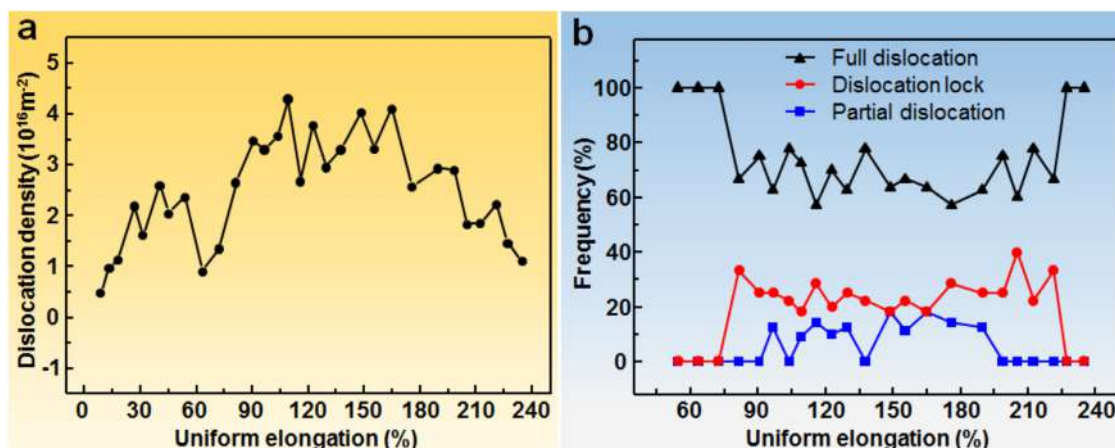 a
Dislocation density (10¹⁶m⁻²)
5
4
3
2
1
0
-1
0 30 60 90 120 150 180 210 240
Uniform elongation (%)
b
Full dislocation
Dislocation lock
Partial dislocation
Frequency (%)
100
80
60
40
20
0
60 90 120 150 180 210 240
Uniform elongation (%)